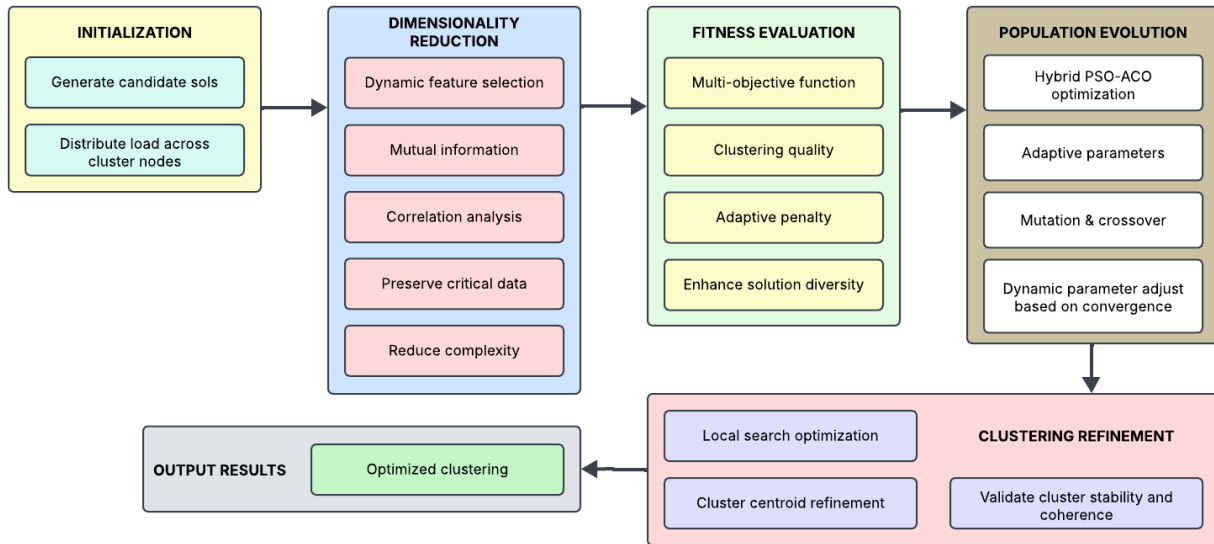 INITIALIZATION
Generate candidate sols
Distribute load across
cluster nodes
DIMENSIONALITY
REDUCTION
Dynamic feature selection
Mutual information
Correlation analysis
Preserve critical data
Reduce complexity
FITNESS EVALUATION
Multi-objective function
Clustering quality
Adaptive penalty
Enhance solution diversity
POPULATION EVOLUTION
Hybrid PSO-ACO
optimization
Adaptive parameters
Mutation & crossover
Dynamic parameter adjust
based on convergence
CLUSTERING REFINEMENT
Local search optimization
Cluster centroid refinement
Validate cluster stability and
coherence
OUTPUT RESULTS
Optimized clustering